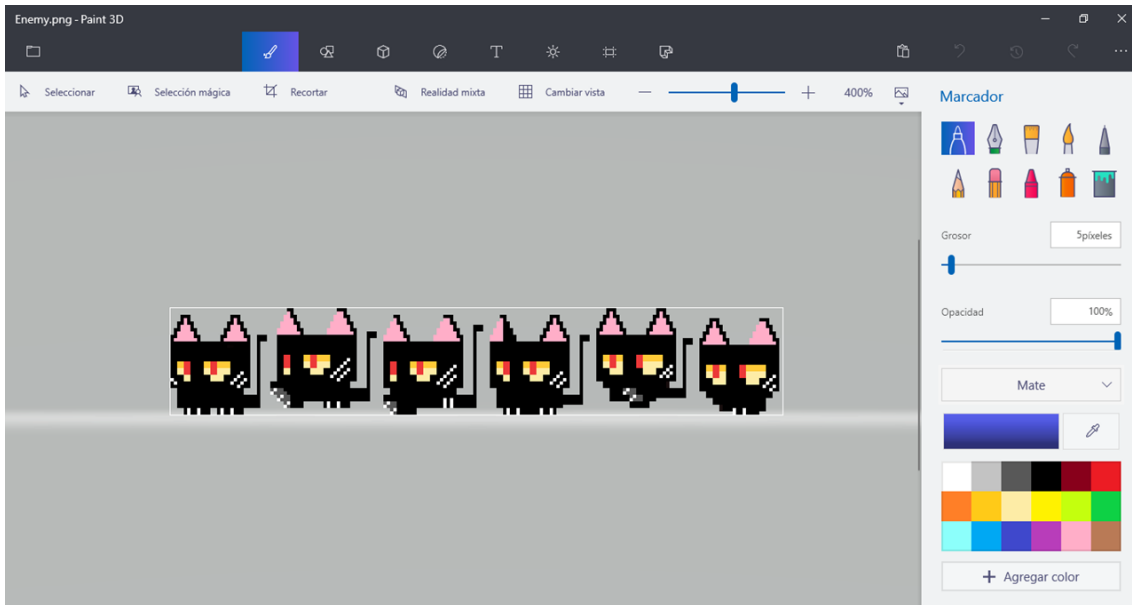 Enemy.png - Paint 3D
Seleccionar
Selección mágica
Recortar
Realidad mixta
Cambiar vista
400%
Marcador
Grosor
5píxeles
Opacidad
100%
Mate
Agregar color